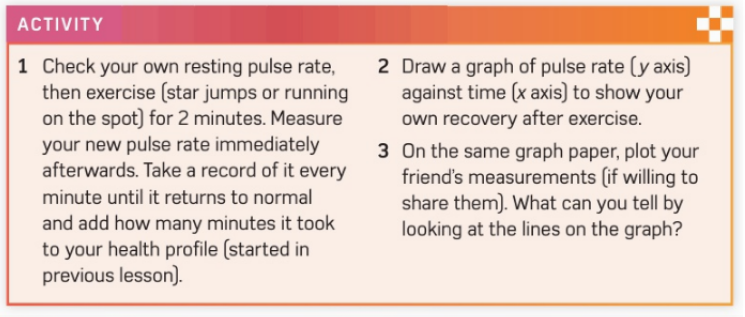 ACTIVITY
1 Check your own resting pulse rate,
then exercise (star jumps or running
on the spot) for 2 minutes. Measure
your new pulse rate immediately
afterwards. Take a record of it every
minute until it returns to normal
and add how many minutes it took
to your health profile (started in
previous lesson).
2 Draw a graph of pulse rate (y axis)
against time (x axis) to show your
own recovery after exercise.
3 On the same graph paper, plot your
friend's measurements (if willing to
share them). What can you tell by
looking at the lines on the graph?